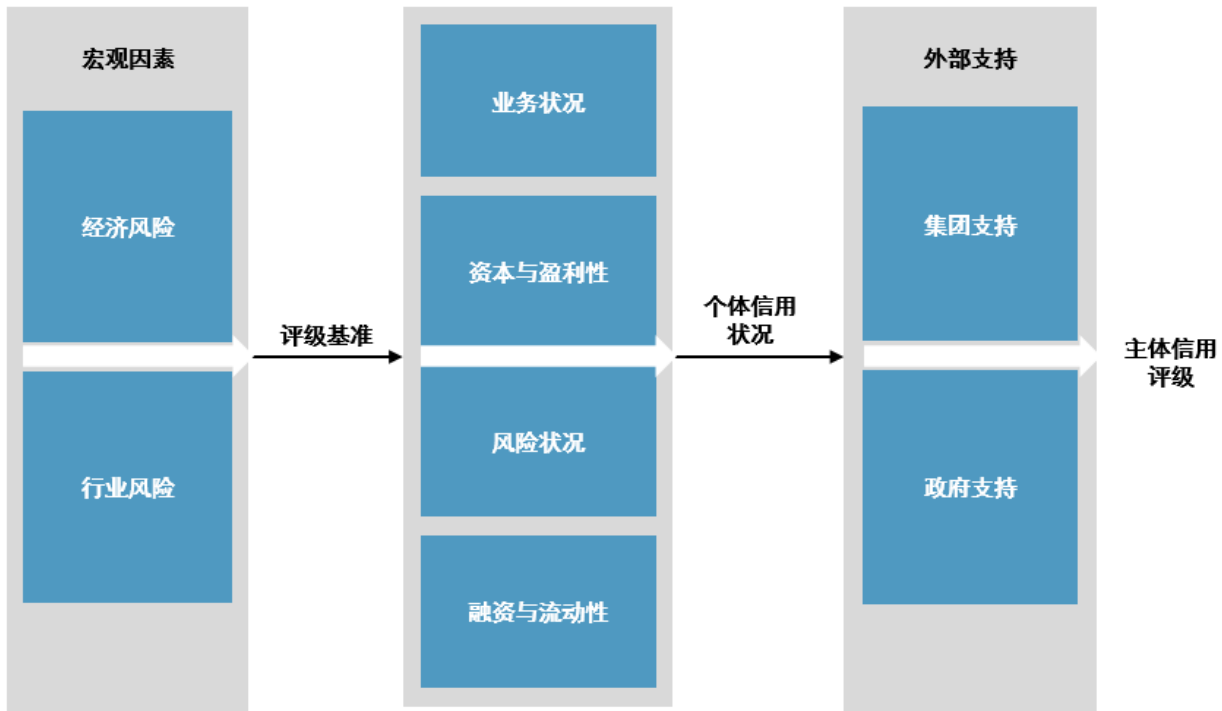 宏观因素
经济风险
行业风险
评级基准
业务状况
资本与盈利性
风险状况
融资与流动性
个体信用
状况
外部支持
集团支持
政府支持
主体信用
评级